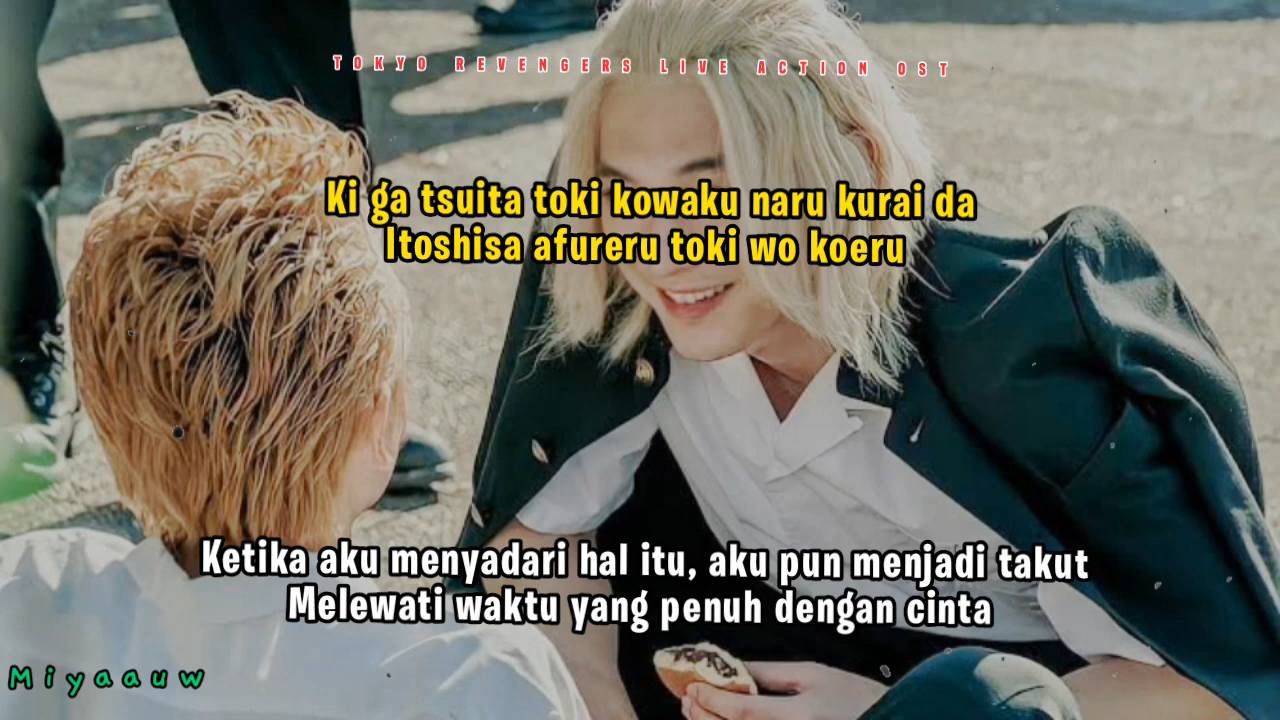 TOKYO REVENGERS LIVE ACTION OST
Ki ga tsuita toki kowaku naru kurai da
Itoshisa afureru toki wo koeru
Ketika aku menyadari hal itu, aku pun menjadi takut
Melewati waktu yang penuh dengan cinta
Miyaauw